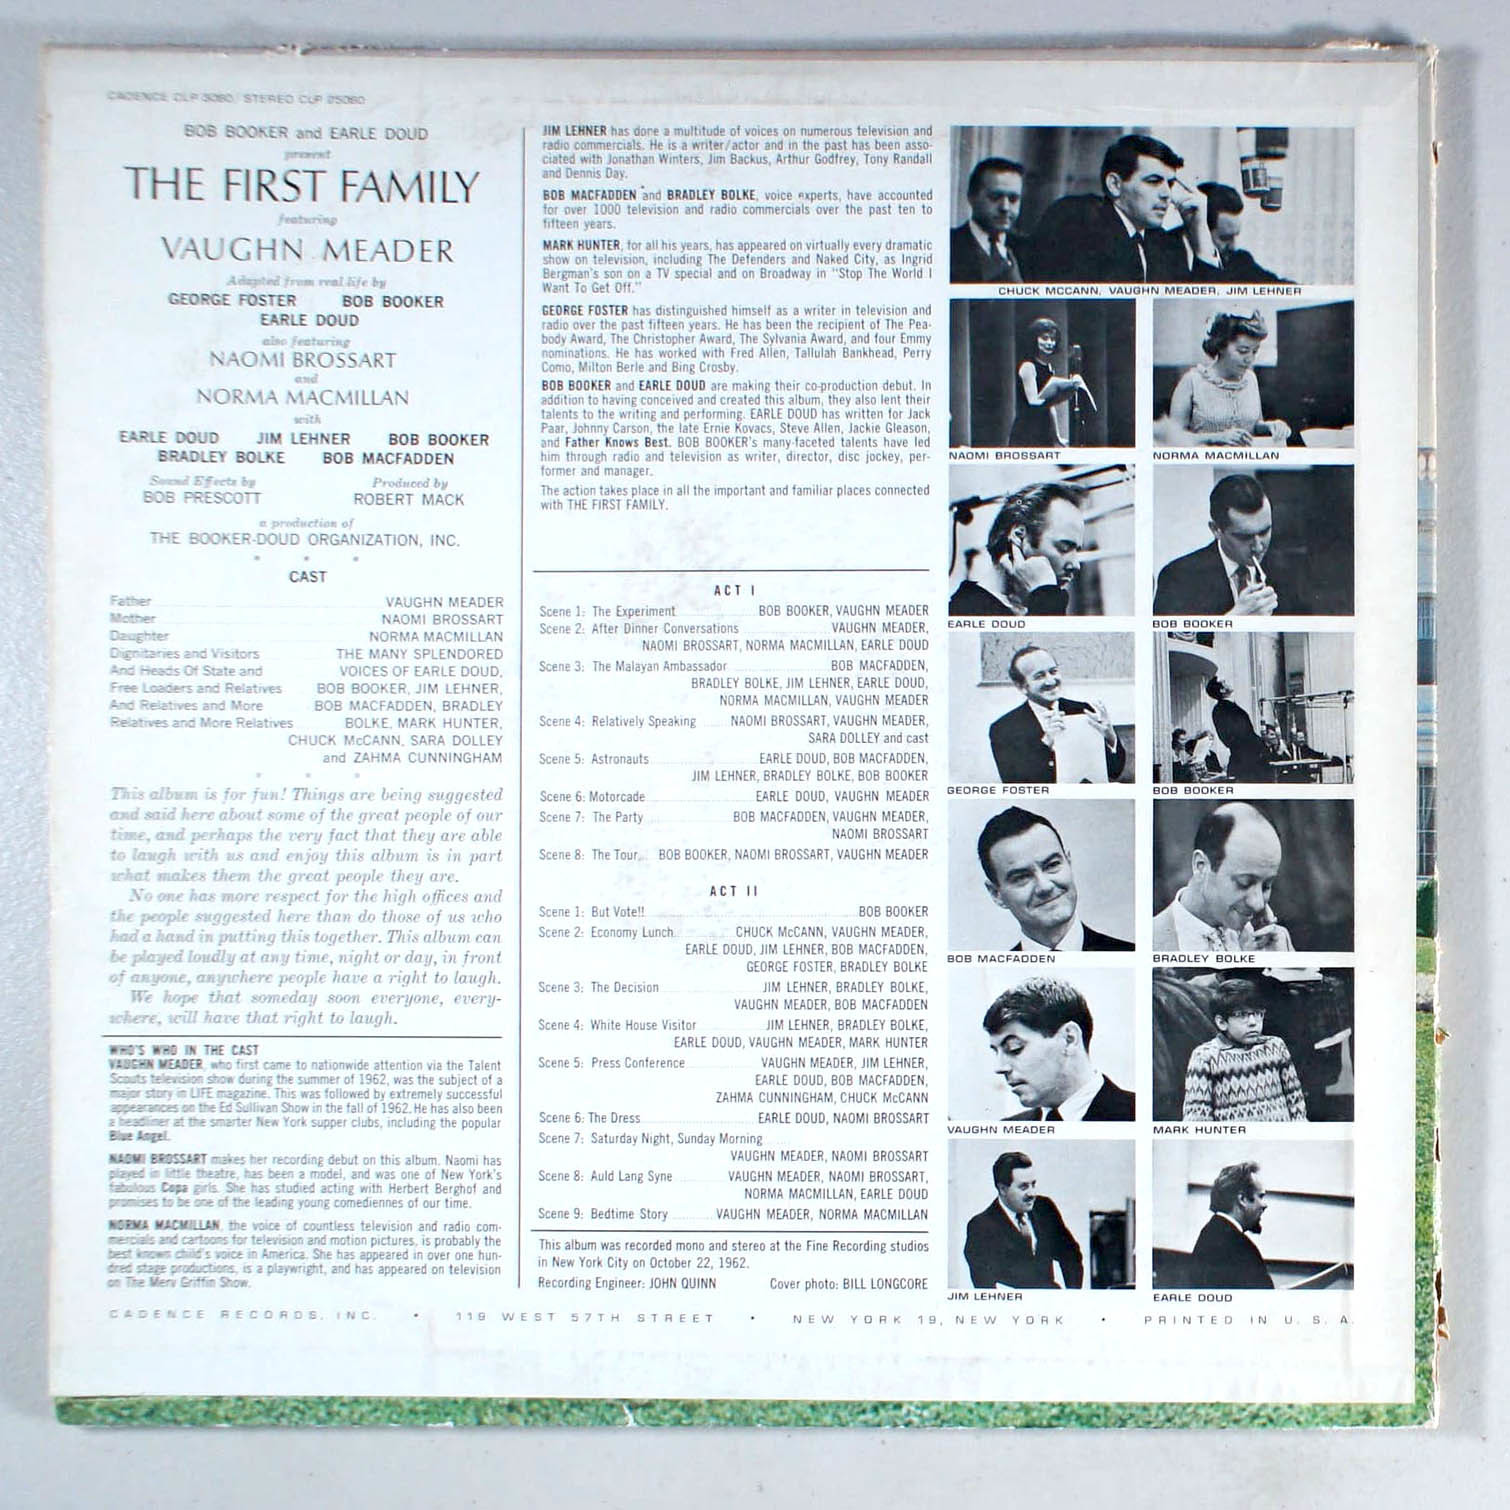 CADENCE CLP 3060/STEREO CLP 25060
BOB BOOKER and EARLE DOUD
present
THE FIRST FAMILY
featuring
VAUGHN MEADER
Adapted from real life by
GEORGE FOSTER BOB BOOKER
EARLE DOUD
also featuring
NAOMI BROSSART
and
NORMA MACMILLAN
with
EARLE DOUD JIM LEHNER BOB BOOKER
BRADLEY BOLKE BOB MACFADDEN
Sound Effects by Produced by
BOB PRESCOTT ROBERT MACK
a production of
THE BOOKER-DOUD ORGANIZATION, INC.
* * *
CAST
Father VAUGHN MEADER
Mother NAOMI BROSSART
Daughter NORMA MACMILLAN
Dignitaries and Visitors THE MANY SPLENDORED
And Heads Of State and VOICES OF EARLE DOUD,
Free Loaders and Relatives BOB BOOKER, JIM LEHNER,
And Relatives and More BOB MACFADDEN, BRADLEY
Relatives and More Relatives BOLKE, MARK HUNTER,
CHUCK McCANN, SARA DOLLEY
and ZAHMA CUNNINGHAM
* * *
This album is for fun! Things are being suggested
and said here about some of the great people of our
time, and perhaps the very fact that they are able
to laugh with us and enjoy this album is in part
what makes them the great people they are.
No one has more respect for the high offices and
the people suggested here than do those of us who
had a hand in putting this together. This album can
be played loudly at any time, night or day, in front
of anyone, anywhere people have a right to laugh.
We hope that someday soon everyone, every-
where, will have that right to laugh.
WHO'S WHO IN THE CAST
VAUGHN MEADER, who first came to nationwide attention via the Talent
Scouts television show during the summer of 1962, was the subject of a
major story in LIFE magazine. This was followed by extremely successful
appearances on the Ed Sullivan Show in the fall of 1962. He has also been
a headliner at the smarter New York supper clubs, including the popular
Blue Angel.
NAOMI BROSSART makes her recording debut on this album. Naomi has
played in little theatre, has been a model, and was one of New York's
fabulous Copa girls. She has studied acting with Herbert Berghof and
promises to be one of the leading young comediennes of our time.
NORMA MACMILLAN, the voice of countless television and radio com-
mercials and cartoons for television and motion pictures, is probably the
best known child's voice in America. She has appeared in over one hun-
dred stage productions, is a playwright, and has appeared on television
on The Merv Griffin Show.
JIM LEHNER has done a multitude of voices on numerous television and
radio commercials. He is a writer/actor and in the past has been asso-
ciated with Jonathan Winters, Jim Backus, Arthur Godfrey, Tony Randall
and Dennis Day.
BOB MACFADDEN and BRADLEY BOLKE, voice experts, have accounted
for over 1000 television and radio commercials over the past ten to
fifteen years.
MARK HUNTER, for all his years, has appeared on virtually every dramatic
show on television, including The Defenders and Naked City, as Ingrid
Bergman's son on a TV special and on Broadway in "Stop The World I
Want To Get Off."
GEORGE FOSTER has distinguished himself as a writer in television and
radio over the past fifteen years. He has been the recipient of The Pea-
body Award, The Christopher Award, The Sylvania Award, and four Emmy
nominations. He has worked with Fred Allen, Tallulah Bankhead, Perry
Como, Milton Berle and Bing Crosby.
BOB BOOKER and EARLE DOUD are making their co-production debut. In
addition to having conceived and created this album, they also lent their
talents to the writing and performing. EARLE DOUD has written for Jack
Paar, Johnny Carson, the late Ernie Kovacs, Steve Allen, Jackie Gleason,
and Father Knows Best. BOB BOOKER's many-faceted talents have led
him through radio and television as writer, director, disc jockey, per-
former and manager.
The action takes place in all the important and familiar places connected
with THE FIRST FAMILY.
ACT I
Scene 1: The Experiment BOB BOOKER, VAUGHN MEADER
Scene 2: After Dinner Conversations VAUGHN MEADER,
NAOMI BROSSART, NORMA MACMILLAN, EARLE DOUD
Scene 3: The Malayan Ambassador BOB MACFADDEN,
BRADLEY BOLKE, JIM LEHNER, EARLE DOUD,
NORMA MACMILLAN, VAUGHN MEADER
Scene 4: Relatively Speaking NAOMI BROSSART, VAUGHN MEADER,
SARA DOLLEY and cast
Scene 5: Astronauts EARLE DOUD, BOB MACFADDEN,
JIM LEHNER, BRADLEY BOLKE, BOB BOOKER
Scene 6: Motorcade EARLE DOUD, VAUGHN MEADER
Scene 7: The Party BOB MACFADDEN, VAUGHN MEADER,
NAOMI BROSSART
Scene 8: The Tour BOB BOOKER, NAOMI BROSSART, VAUGHN MEADER
ACT II
Scene 1: But Vote!! BOB BOOKER
Scene 2: Economy Lunch CHUCK McCANN, VAUGHN MEADER,
EARLE DOUD, JIM LEHNER, BOB MACFADDEN,
GEORGE FOSTER, BRADLEY BOLKE
Scene 3: The Decision JIM LEHNER, BRADLEY BOLKE,
VAUGHN MEADER, BOB MACFADDEN
Scene 4: White House Visitor JIM LEHNER, BRADLEY BOLKE,
EARLE DOUD, VAUGHN MEADER, MARK HUNTER
Scene 5: Press Conference VAUGHN MEADER, JIM LEHNER,
EARLE DOUD, BOB MACFADDEN,
ZAHMA CUNNINGHAM, CHUCK McCANN
Scene 6: The Dress EARLE DOUD, NAOMI BROSSART
Scene 7: Saturday Night, Sunday Morning
VAUGHN MEADER, NAOMI BROSSART
Scene 8: Auld Lang Syne VAUGHN MEADER, NAOMI BROSSART,
NORMA MACMILLAN, EARLE DOUD
Scene 9: Bedtime Story VAUGHN MEADER, NORMA MACMILLAN
This album was recorded mono and stereo at the Fine Recording studios
in New York City on October 22, 1962.
Recording Engineer: JOHN QUINN Cover photo: BILL LONGCORE
CHUCK MCCANN, VAUGHN MEADER, JIM LEHNER
NAOMI BROSSART NORMA MACMILLAN
EARLE DOUD BOB BOOKER
GEORGE FOSTER BOB BOOKER
BOB MACFADDEN BRADLEY BOLKE
VAUGHN MEADER MARK HUNTER
JIM LEHNER EARLE DOUD
CADENCE RECORDS, INC. • 119 WEST 57TH STREET • NEW YORK 19, NEW YORK • PRINTED IN U.S.A.